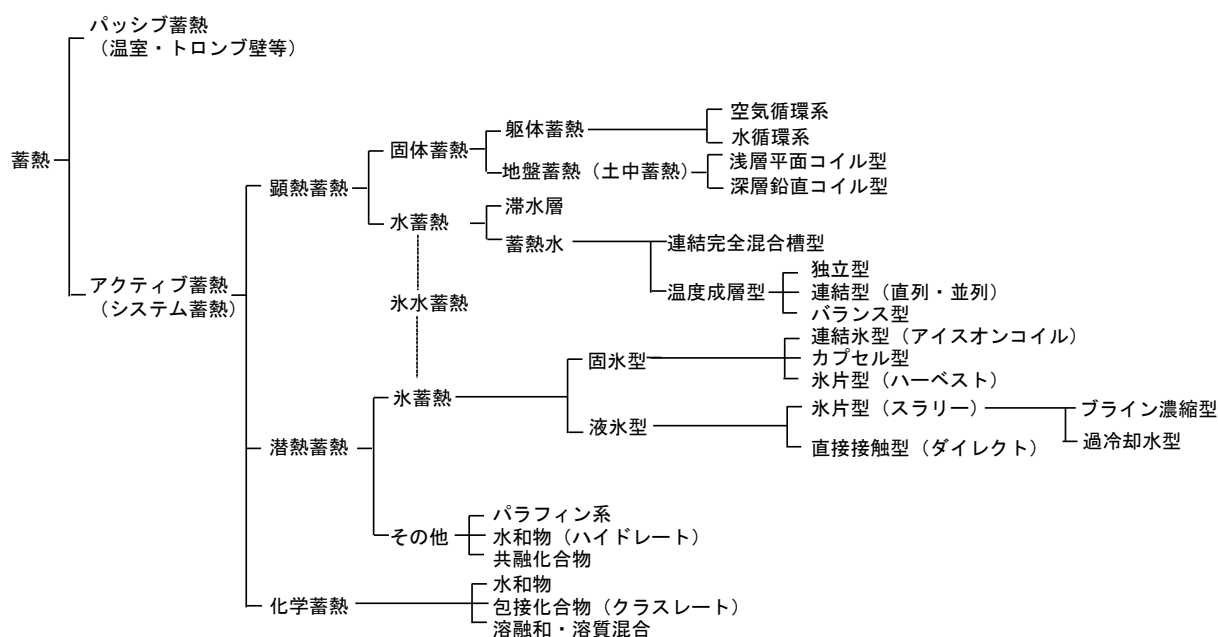 パッシブ蓄熱
（温室・トロンブ壁等）
蓄熱
アクティブ蓄熱
（システム蓄熱）
顕熱蓄熱
固体蓄熱
躯体蓄熱
空気循環系
水循環系
地盤蓄熱（土中蓄熱）
浅層平面コイル型
深層鉛直コイル型
水蓄熱
滞水層
蓄熱水
連結完全混合槽型
温度成層型
独立型
連結型（直列・並列）
バランス型
氷水蓄熱
潜熱蓄熱
氷蓄熱
固氷型
連結氷型（アイスオンコイル）
カプセル型
氷片型（ハーベスト）
液氷型
氷片型（スラリー）
ブライン濃縮型
過冷却水型
直接接触型（ダイレクト）
その他
パラフィン系
水和物（ハイドレート）
共融化合物
化学蓄熱
水和物
包接化合物（クラスレート）
溶融和・溶質混合